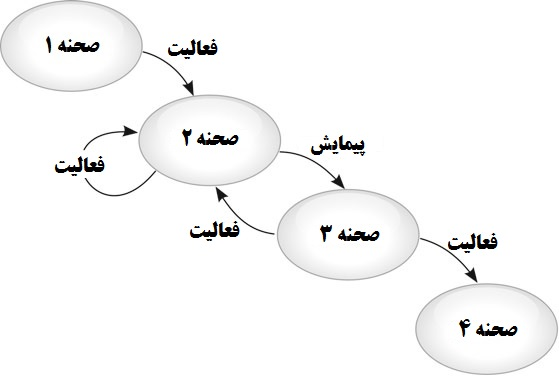 صحنه ۱
فعالیت
صحنه ۲
فعالیت
پیمایش
صحنه ۳
فعالیت
فعالیت
صحنه ۴